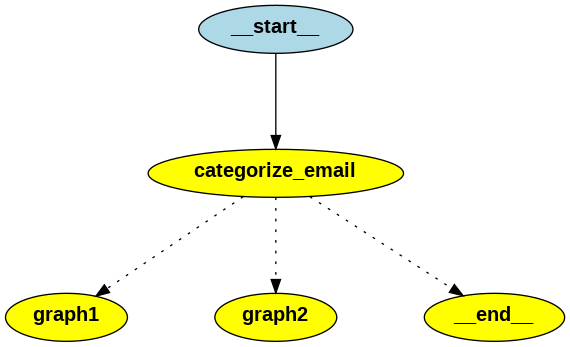 __start__
categorize_email
graph1
graph2
__end__